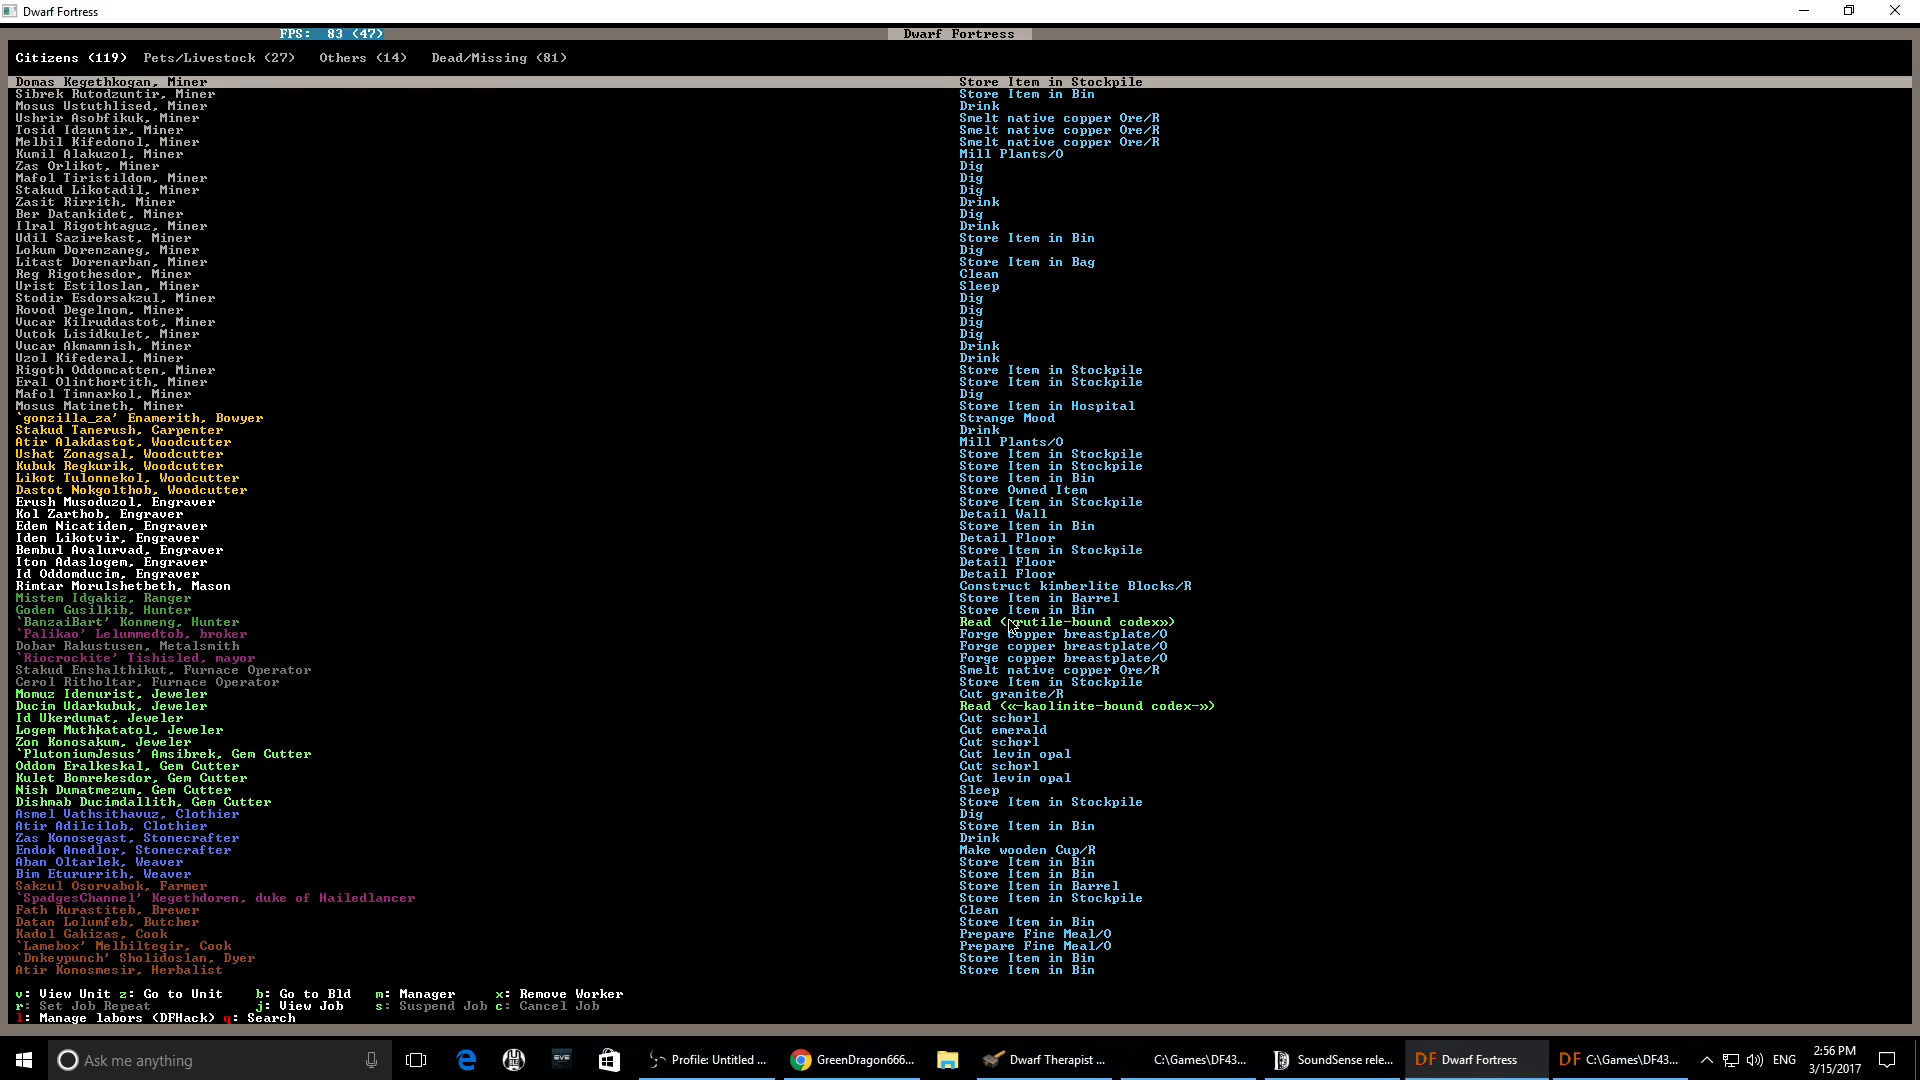 Dwarf Fortress
FPS: 83 (47) Dwarf Fortress
Citizens (119) Pets/Livestock (27) Others (14) Dead/Missing (81)
Domas Kegethkogan, Miner Store Item in Stockpile
Sibrek Rutodzuntir, Miner Store Item in Bin
Mosus Ustuthlised, Miner Drink
Ushrir Asobfikuk, Miner Smelt native copper Ore/R
Tosid Idzuntir, Miner Smelt native copper Ore/R
Melbil Kifedonol, Miner Smelt native copper Ore/R
Kumil Alakuzol, Miner Mill Plants/O
Zas Orlikot, Miner Dig
Mafol Tiristildom, Miner Dig
Stakud Likotadil, Miner Dig
Zasit Rirrith, Miner Drink
Ber Datankidet, Miner Dig
Ilral Rigothtaguz, Miner Drink
Udil Sazirekast, Miner Store Item in Bin
Lokum Dorenzaneg, Miner Dig
Litast Dorenarban, Miner Store Item in Bag
Reg Rigothesdor, Miner Clean
Urist Estiloslan, Miner Sleep
Stodir Esdorsakzul, Miner Dig
Rovod Degelnom, Miner Dig
Vucar Kilruddastot, Miner Dig
Vutok Lisidkulet, Miner Dig
Vucar Akmamnish, Miner Drink
Uzol Kifederal, Miner Drink
Rigoth Oddomcatten, Miner Store Item in Stockpile
Eral Olinthortith, Miner Store Item in Stockpile
Mafol Timnarkol, Miner Dig
Mosus Matineth, Miner Store Item in Hospital
`gonzilla_za' Enamerith, Bowyer Strange Mood
Stakud Tanerush, Carpenter Drink
Atir Alakdastot, Woodcutter Mill Plants/O
Ushat Zonagsal, Woodcutter Store Item in Stockpile
Kubuk Regkurik, Woodcutter Store Item in Stockpile
Likot Tulonnekol, Woodcutter Store Item in Bin
Dastot Nokgolthob, Woodcutter Store Owned Item
Erush Musoduzol, Engraver Store Item in Stockpile
Kol Zarthob, Engraver Detail Wall
Edem Nicatiden, Engraver Store Item in Bin
Iden Likotvir, Engraver Detail Floor
Bembul Avalurvad, Engraver Store Item in Stockpile
Iton Adaslogem, Engraver Detail Floor
Id Oddomducim, Engraver Detail Floor
Rimtar Morulshetbeth, Mason Construct kimberlite Blocks/R
Mistem Idgakiz, Ranger Store Item in Barrel
Goden Gusilkib, Hunter Store Item in Bin
`BanzaiBart' Konmeng, Hunter Read («rutile-bound codex»)
`Palikao' Lelummedtob, broker Forge copper breastplate/O
Dobar Rakustusen, Metalsmith Forge copper breastplate/O
`Riocrockite' Tishisled, mayor Forge copper breastplate/O
Stakud Enshalthikut, Furnace Operator Smelt native copper Ore/R
Cerol Ritholtar, Furnace Operator Store Item in Stockpile
Momuz Idenurist, Jeweler Cut granite/R
Ducim Udarkubuk, Jeweler Read («-kaolinite-bound codex-»)
Id Ukerdumat, Jeweler Cut schorl
Logem Muthkatatol, Jeweler Cut emerald
Zon Konosakum, Jeweler Cut schorl
`PlutoniumJesus' Amsibrek, Gem Cutter Cut levin opal
Oddom Eralkeskal, Gem Cutter Cut schorl
Kulet Bomrekesdor, Gem Cutter Cut levin opal
Nish Dumatmezum, Gem Cutter Sleep
Dishmab Ducimdallith, Gem Cutter Store Item in Stockpile
Asmel Vathsithavuz, Clothier Dig
Atir Adilcilob, Clothier Store Item in Bin
Zas Konosegast, Stonecrafter Drink
Endok Anedlor, Stonecrafter Make wooden Cup/R
Aban Oltarlek, Weaver Store Item in Bin
Bim Etururrith, Weaver Store Item in Bin
Sakzul Osorvabok, Farmer Store Item in Barrel
`SpadgesChannel' Kegethdoren, duke of Hailedlancer Store Item in Stockpile
Fath Rurastiteb, Brewer Clean
Datan Lolumfeb, Butcher Store Item in Bin
Kadol Gakizas, Cook Prepare Fine Meal/O
`Lamebox' Melbiltegir, Cook Prepare Fine Meal/O
`Dnkeypunch' Sholidoslan, Dyer Store Item in Bin
Atir Konosmesir, Herbalist Store Item in Bin
v: View Unit z: Go to Unit b: Go to Bld m: Manager x: Remove Worker
r: Set Job Repeat j: View Job s: Suspend Job c: Cancel Job
l: Manage labors (DFHack) q: Search
Ask me anything Profile: Untitled ... GreenDragon666... Dwarf Therapist ... C:\Games\DF43... SoundSense rele... Dwarf Fortress C:\Games\DF43... ENG 2:56 PM
3/15/2017